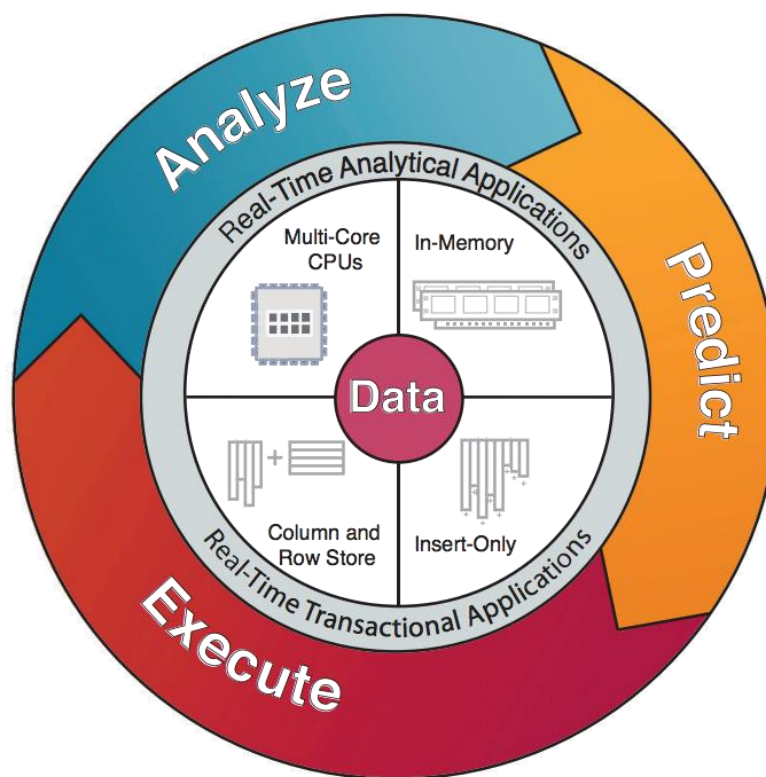 Analyze
Predict
Execute
Real-Time Analytical Applications
Multi-Core
CPUs
In-Memory
Data
Column and
Row Store
Insert-Only
Real-Time Transactional Applications